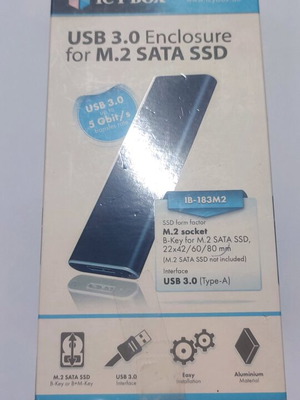 ICY BOX
USB 3.0 Enclosure
for M.2 SATA SSD
USB 3.0
5 Gbit/s
IB-183M2
SSD form factor
M.2 socket
B-Key for M.2 SATA SSD,
22x42/60/80 mm
(M.2 SATA SSD not included)
Interface
USB 3.0 (Type-A)
M.2 SATA SSD
B-Key or B+M-Key
USB 3.0
Interface
Easy
Installation
Aluminium
Material